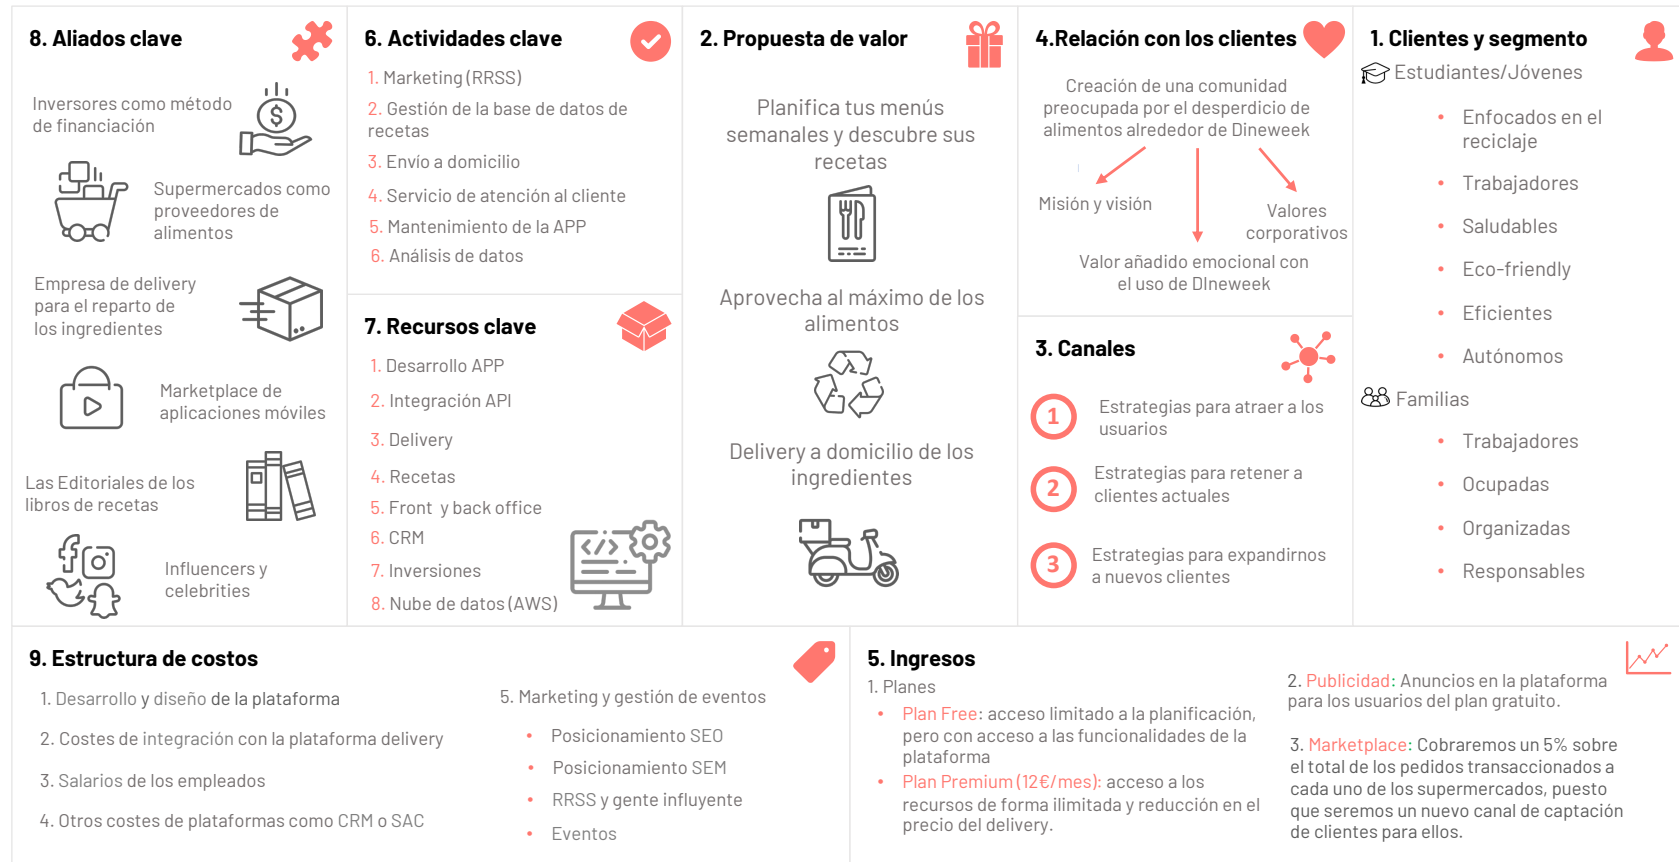 8. Aliados clave
Inversores como método
de financiación
Supermercados como
proveedores de
alimentos
Empresa de delivery
para el reparto de
los ingredientes
Marketplace de
aplicaciones móviles
Las Editoriales de los
libros de recetas
Influencers y
celebrities
6. Actividades clave
1. Marketing (RRSS)
2. Gestión de la base de datos de
recetas
3. Envío a domicilio
4. Servicio de atención al cliente
5. Mantenimiento de la APP
6. Análisis de datos
7. Recursos clave
1. Desarrollo APP
2. Integración API
3. Delivery
4. Recetas
5. Front y back office
6. CRM
7. Inversiones
8. Nube de datos (AWS)
2. Propuesta de valor
Planifica tus menús
semanales y descubre sus
recetas
Aprovecha al máximo de los
alimentos
Delivery a domicilio de los
ingredientes
4.Relación con los clientes
Creación de una comunidad
preocupada por el desperdicio de
alimentos alrededor de Dineweek
Misión y visión
Valores
corporativos
Valor añadido emocional con
el uso de DIneweek
3. Canales
1
Estrategias para atraer a los
usuarios
2
Estrategias para retener a
clientes actuales
3
Estrategias para expandirnos
a nuevos clientes
1. Clientes y segmento
Estudiantes/Jóvenes
• Enfocados en el
reciclaje
• Trabajadores
• Saludables
• Eco-friendly
• Eficientes
• Autónomos
Familias
• Trabajadores
• Ocupadas
• Organizadas
• Responsables
9. Estructura de costos
1. Desarrollo y diseño de la plataforma
2. Costes de integración con la plataforma delivery
3. Salarios de los empleados
4. Otros costes de plataformas como CRM o SAC
5. Marketing y gestión de eventos
• Posicionamiento SEO
• Posicionamiento SEM
• RRSS y gente influyente
• Eventos
5. Ingresos
1. Planes
• Plan Free: acceso limitado a la planificación,
pero con acceso a las funcionalidades de la
plataforma
• Plan Premium (12€/mes): acceso a los
recursos de forma ilimitada y reducción en el
precio del delivery.
2. Publicidad: Anuncios en la plataforma
para los usuarios del plan gratuito.
3. Marketplace: Cobraremos un 5% sobre
el total de los pedidos transaccionados a
cada uno de los supermercados, puesto
que seremos un nuevo canal de captación
de clientes para ellos.